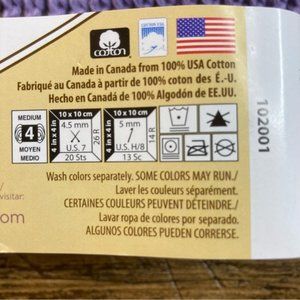 cotton
COTTON USA
Made in Canada from 100% USA Cotton
Fabriqué au Canada à partir de 100% coton des É.-U.
Hecho en Canadá de 100% Algodón de EE.UU.
MEDIUM
4
MOYEN
MEDIO
10 x 10 cm
4 in x 4 in
4.5 mm
26 R
U.S. 7
20 Sts
10 x 10 cm
4 in x 4 in
5 mm
14 R
U.S. H/8
13 Sc
102001
Wash colors separately. SOME COLORS MAY RUN./
Laver les couleurs séparément.
CERTAINES COULEURS PEUVENT DÉTEINDRE./
Lavar ropa de colores por separado.
ALGUNOS COLORES PUEDEN CORRERSE.
visitar:
om